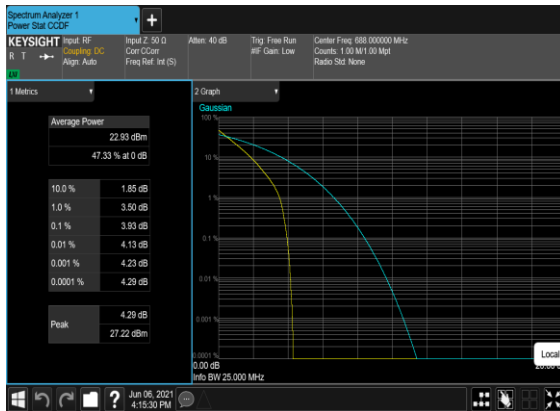 Spectrum Analyzer 1
Power Stat CCDF
+
KEYSIGHT
R T
LXI
Input: RF
Coupling: DC
Align: Auto
Input Z: 50 Ω
Corr CCorr
Freq Ref: Int (S)
Atten: 40 dB
Trig: Free Run
#IF Gain: Low
Center Freq: 688.000000 MHz
Counts: 1.00 M/1.00 Mpt
Radio Std: None
1 Metrics
Average Power
22.93 dBm
47.33 % at 0 dB
10.0 % 1.85 dB
1.0 % 3.50 dB
0.1 % 3.93 dB
0.01 % 4.13 dB
0.001 % 4.23 dB
0.0001 % 4.29 dB
Peak
4.29 dB
27.22 dBm
2 Graph
Gaussian
100 %
10 %
1 %
0.1 %
0.01 %
0.001 %
0.0001 %
0.00 dB
Info BW 25.000 MHz
Local
?
Jun 06, 2021
4:15:30 PM